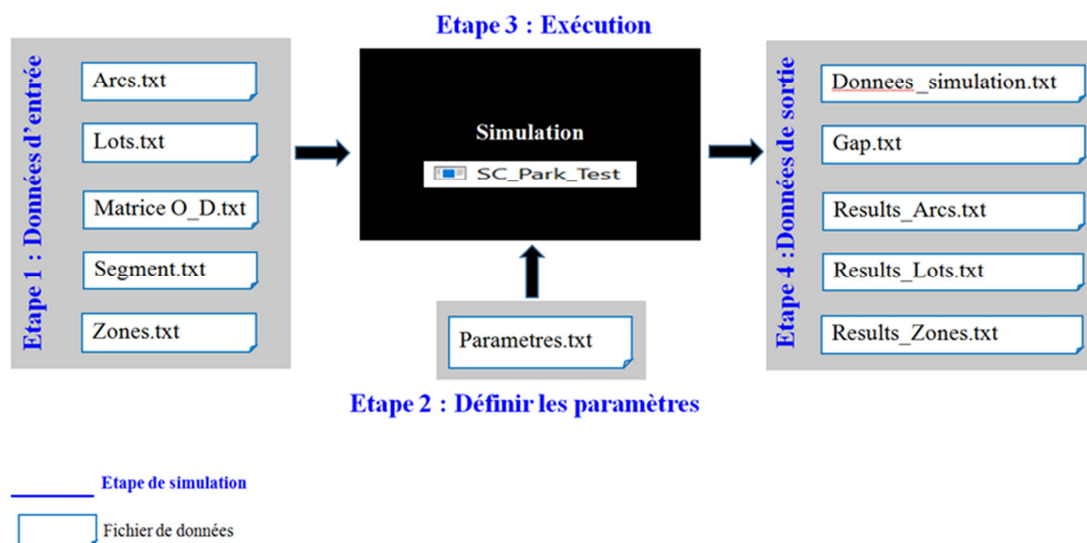 Etape 3 : Exécution
Etape 1 : Données d'entrée
Arcs.txt
Lots.txt
Matrice O_D.txt
Segment.txt
Zones.txt
Simulation
SC_Park_Test
Parametres.txt
Etape 2 : Définir les paramètres
Etape 4 :Données de sortie
Donnees_simulation.txt
Gap.txt
Results_Arcs.txt
Results_Lots.txt
Results_Zones.txt
Etape de simulation
Fichier de données